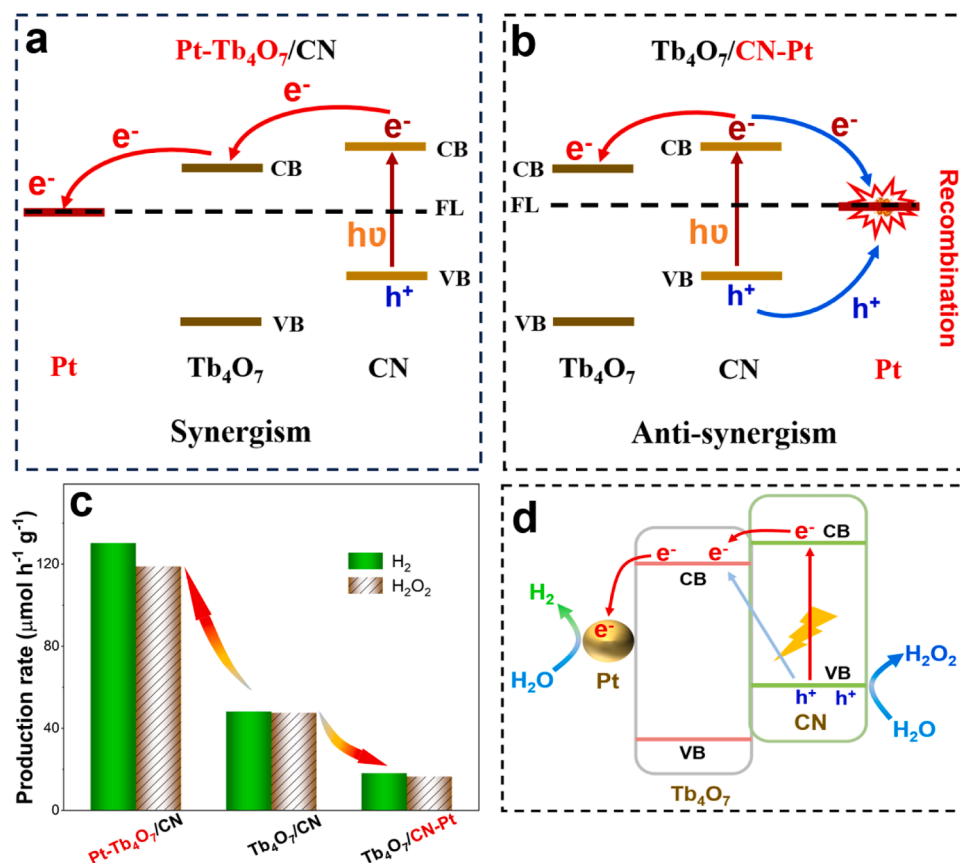 a
Pt-Tb₄O₇/CN
e⁻
e⁻
e⁻
CB
e⁻
CB
e⁻
FL
hυ
VB
h⁺
VB
Pt
Tb₄O₇
CN
Synergism
b
Tb₄O₇/CN-Pt
e⁻
e⁻
e⁻
CB
CB
FL
hυ
VB
h⁺
h⁺
VB
Recombination
Tb₄O₇
CN
Pt
Anti-synergism
c
Production rate (μmol h⁻¹ g⁻¹)
120
80
40
0
H₂
H₂O₂
Pt-Tb₄O₇/CN
Tb₄O₇/CN
Tb₄O₇/CN-Pt
d
e⁻
CB
e⁻
e⁻
CB
H₂
e⁻
H₂O
Pt
VB
h⁺
h⁺
CN
H₂O₂
H₂O
VB
Tb₄O₇